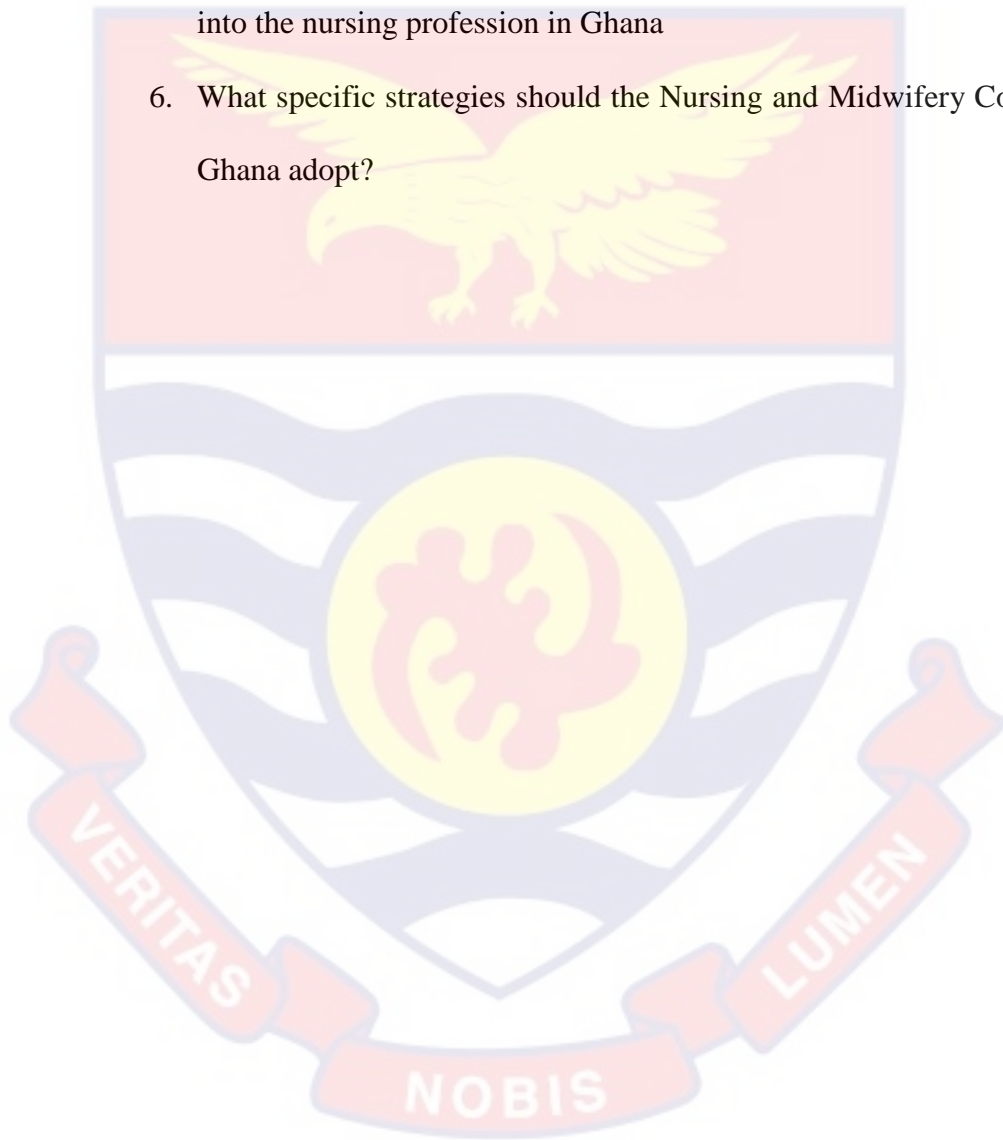 into the nursing profession in Ghana
6. What specific strategies should the Nursing and Midwifery Co
Ghana adopt?
VERITAS
NOBIS
LUMEN